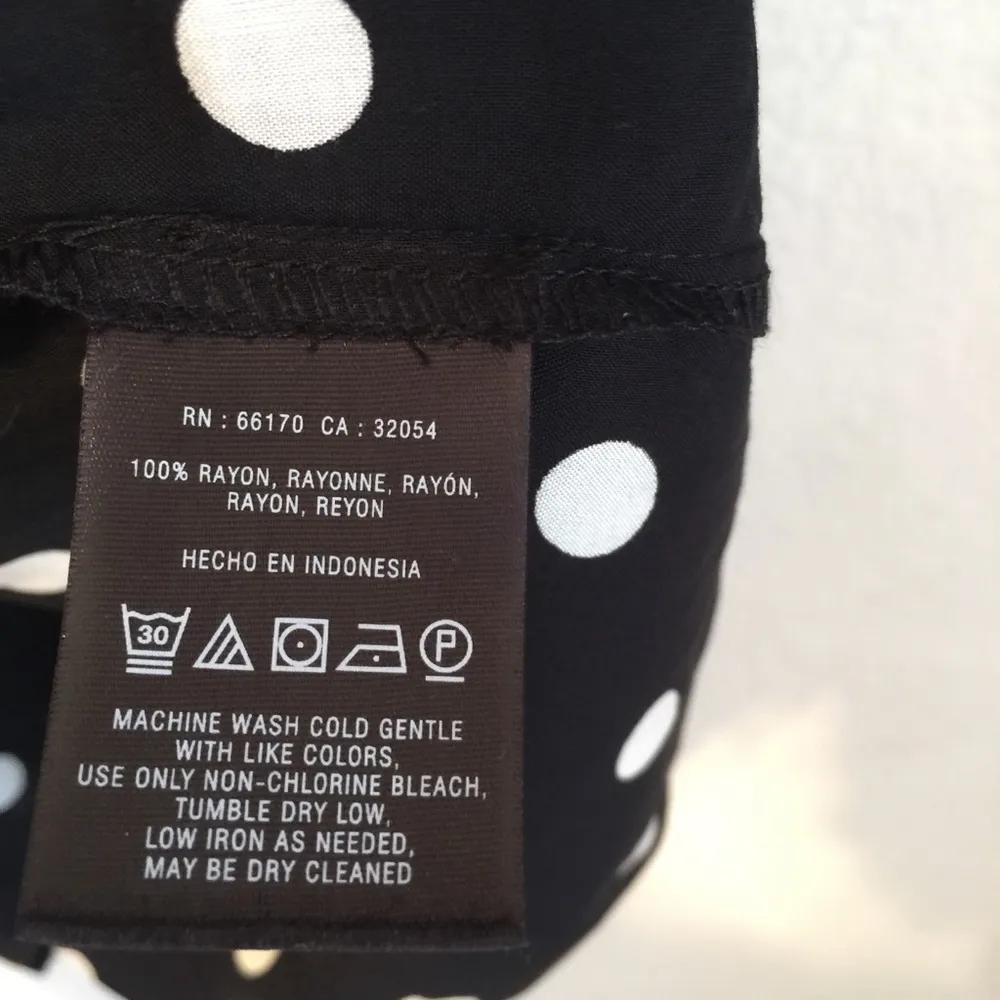 RN : 66170 CA : 32054
100% RAYON, RAYONNE, RAYÓN,
RAYON, REYON
HECHO EN INDONESIA
30 P
MACHINE WASH COLD GENTLE
WITH LIKE COLORS,
USE ONLY NON-CHLORINE BLEACH,
TUMBLE DRY LOW,
LOW IRON AS NEEDED,
MAY BE DRY CLEANED